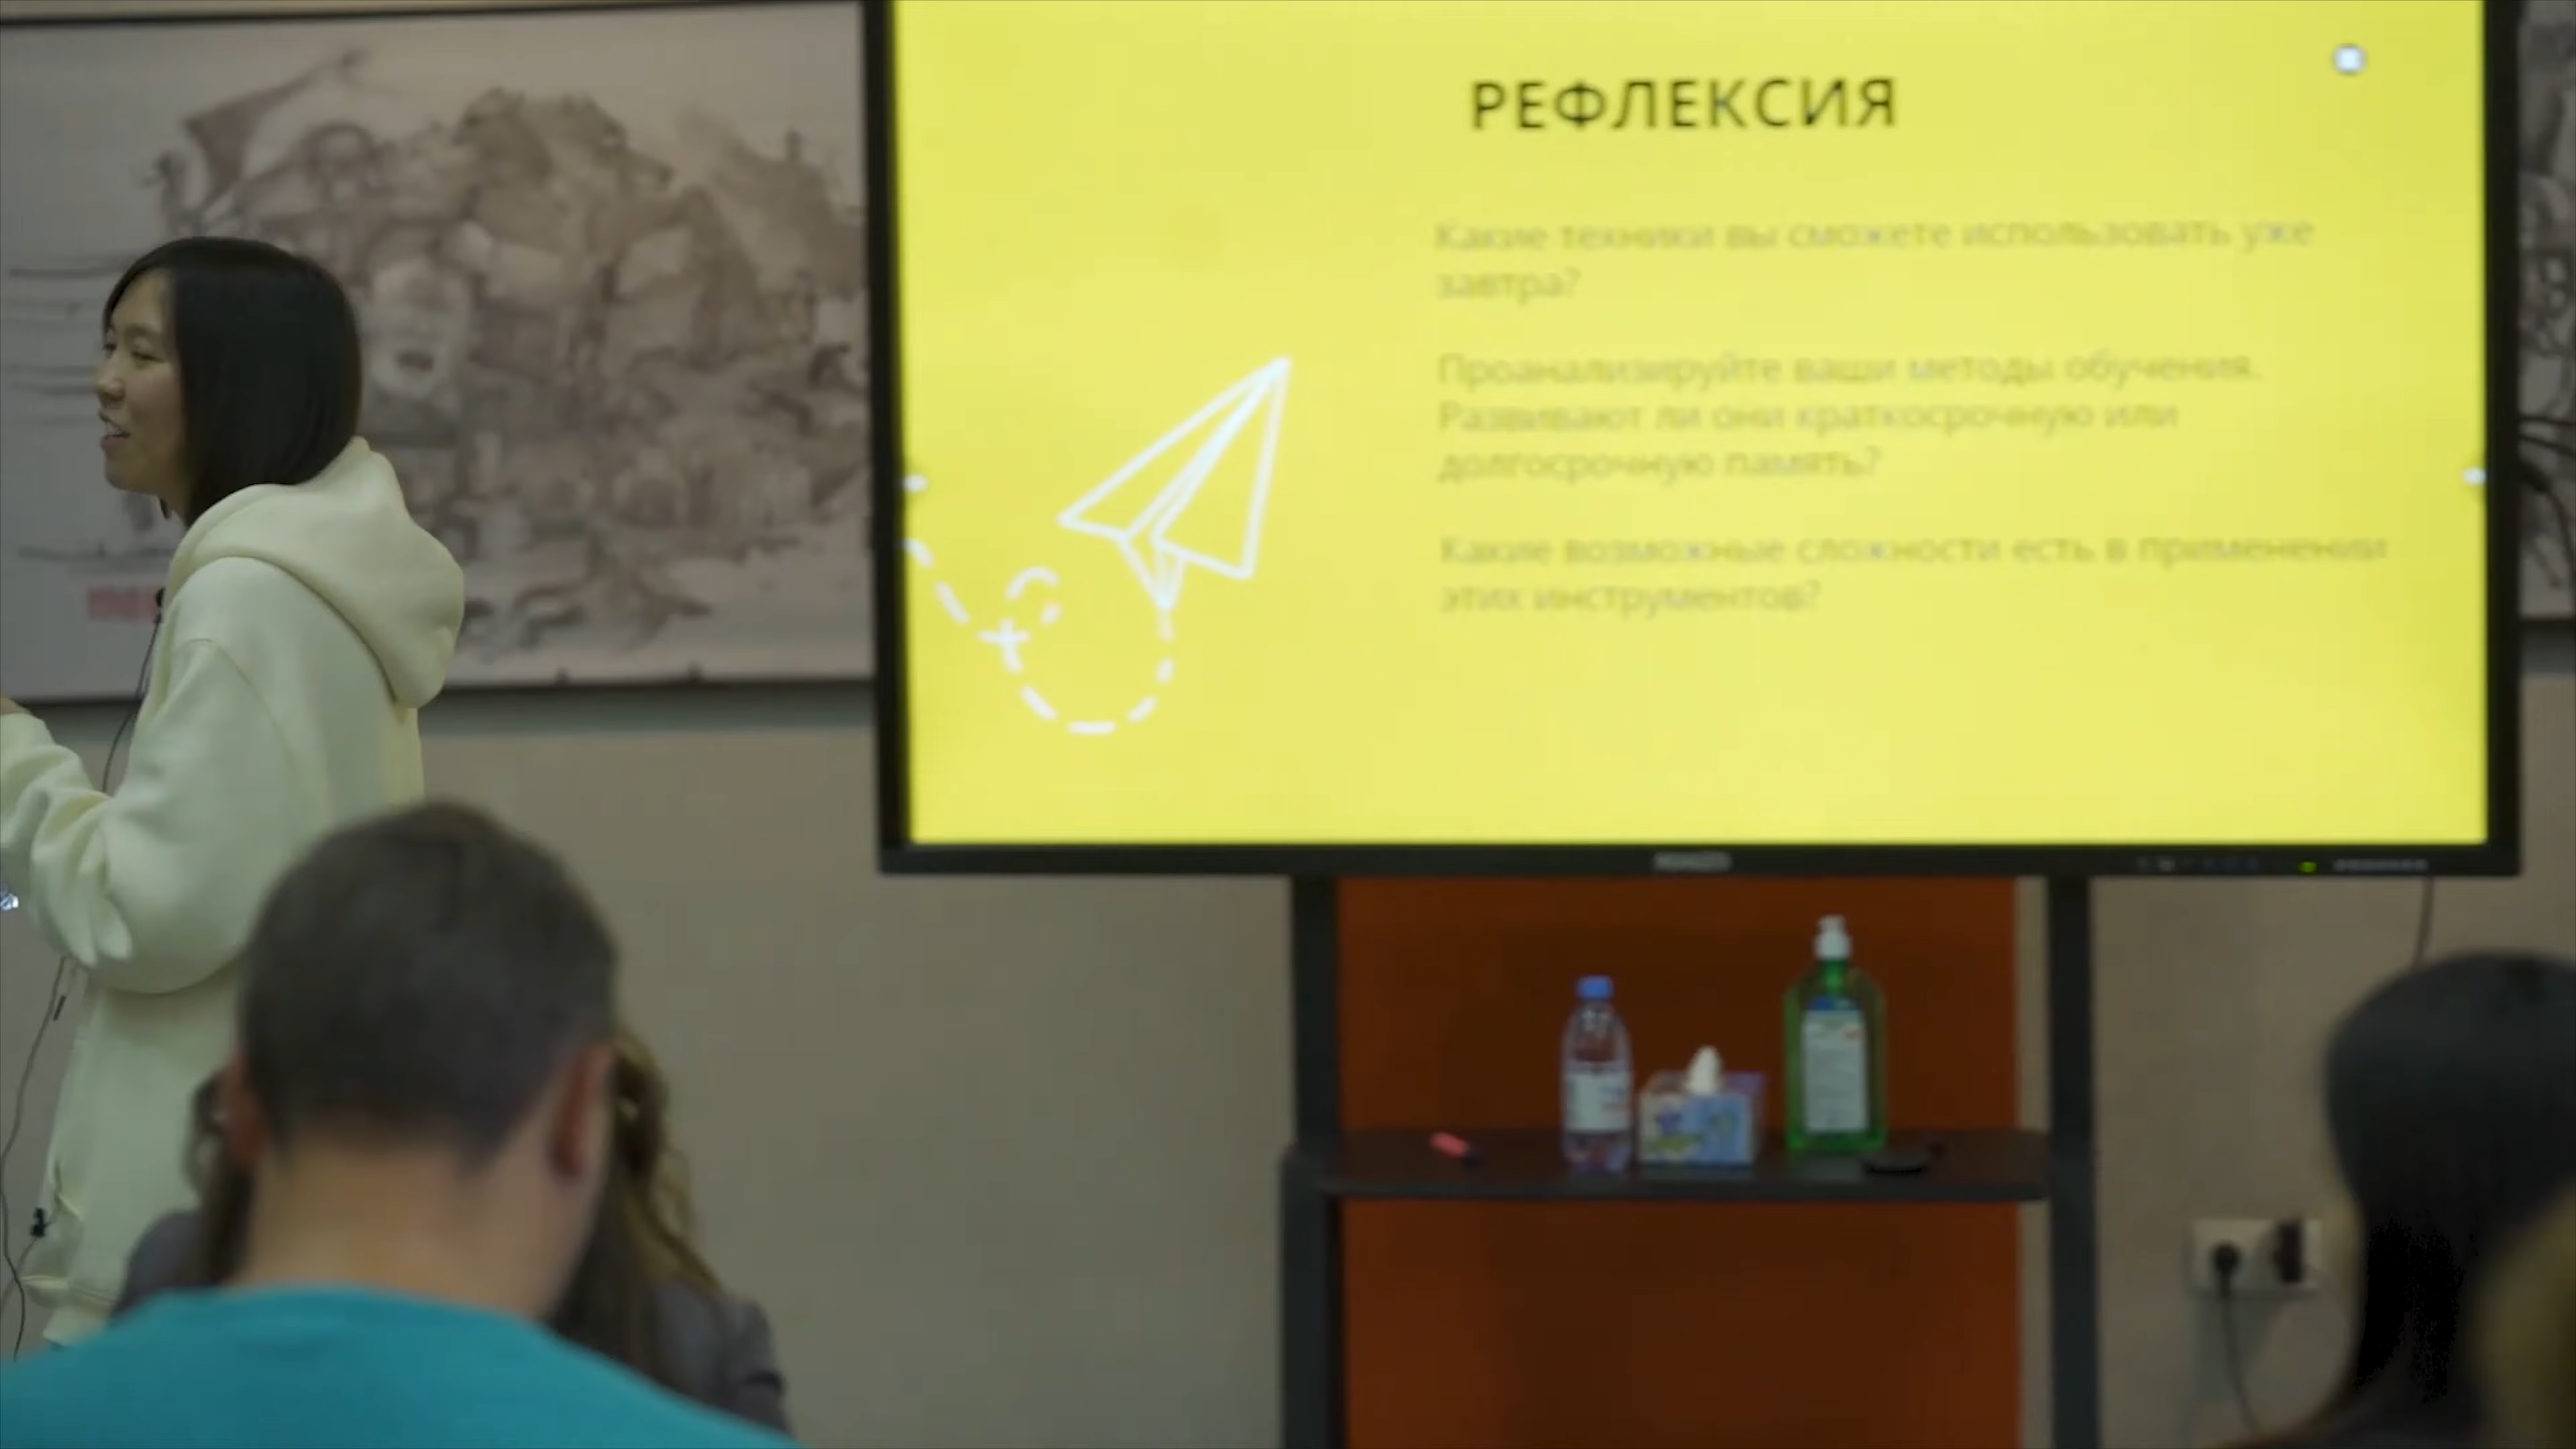 РЕФЛЕКСИЯ
Какие техники вы сможете использовать уже
завтра?
Проанализируйте ваши методы обучения.
Развивают ли они краткосрочную или
долгосрочную память?
Какие возможные сложности есть в применении
этих инструментов?